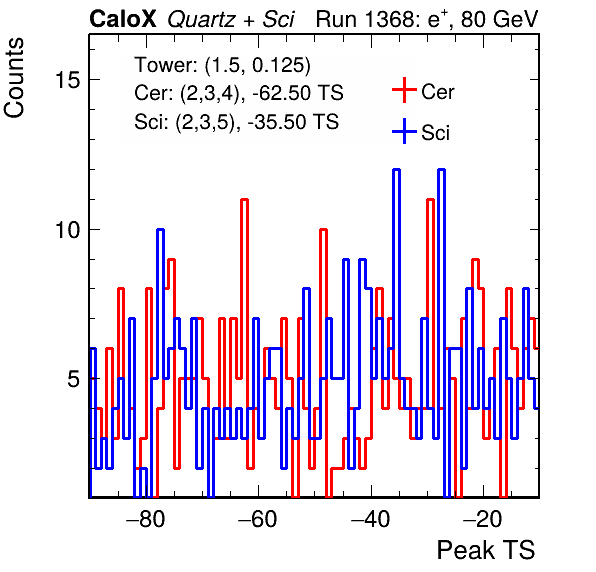 CaloX Quartz + Sci Run 1368: e+, 80 GeV
Counts
Tower: (1.5, 0.125)
Cer: (2,3,4), -62.50 TS
Sci: (2,3,5), -35.50 TS
Cer
Sci
15
10
5
−80 −60 −40 −20
Peak TS